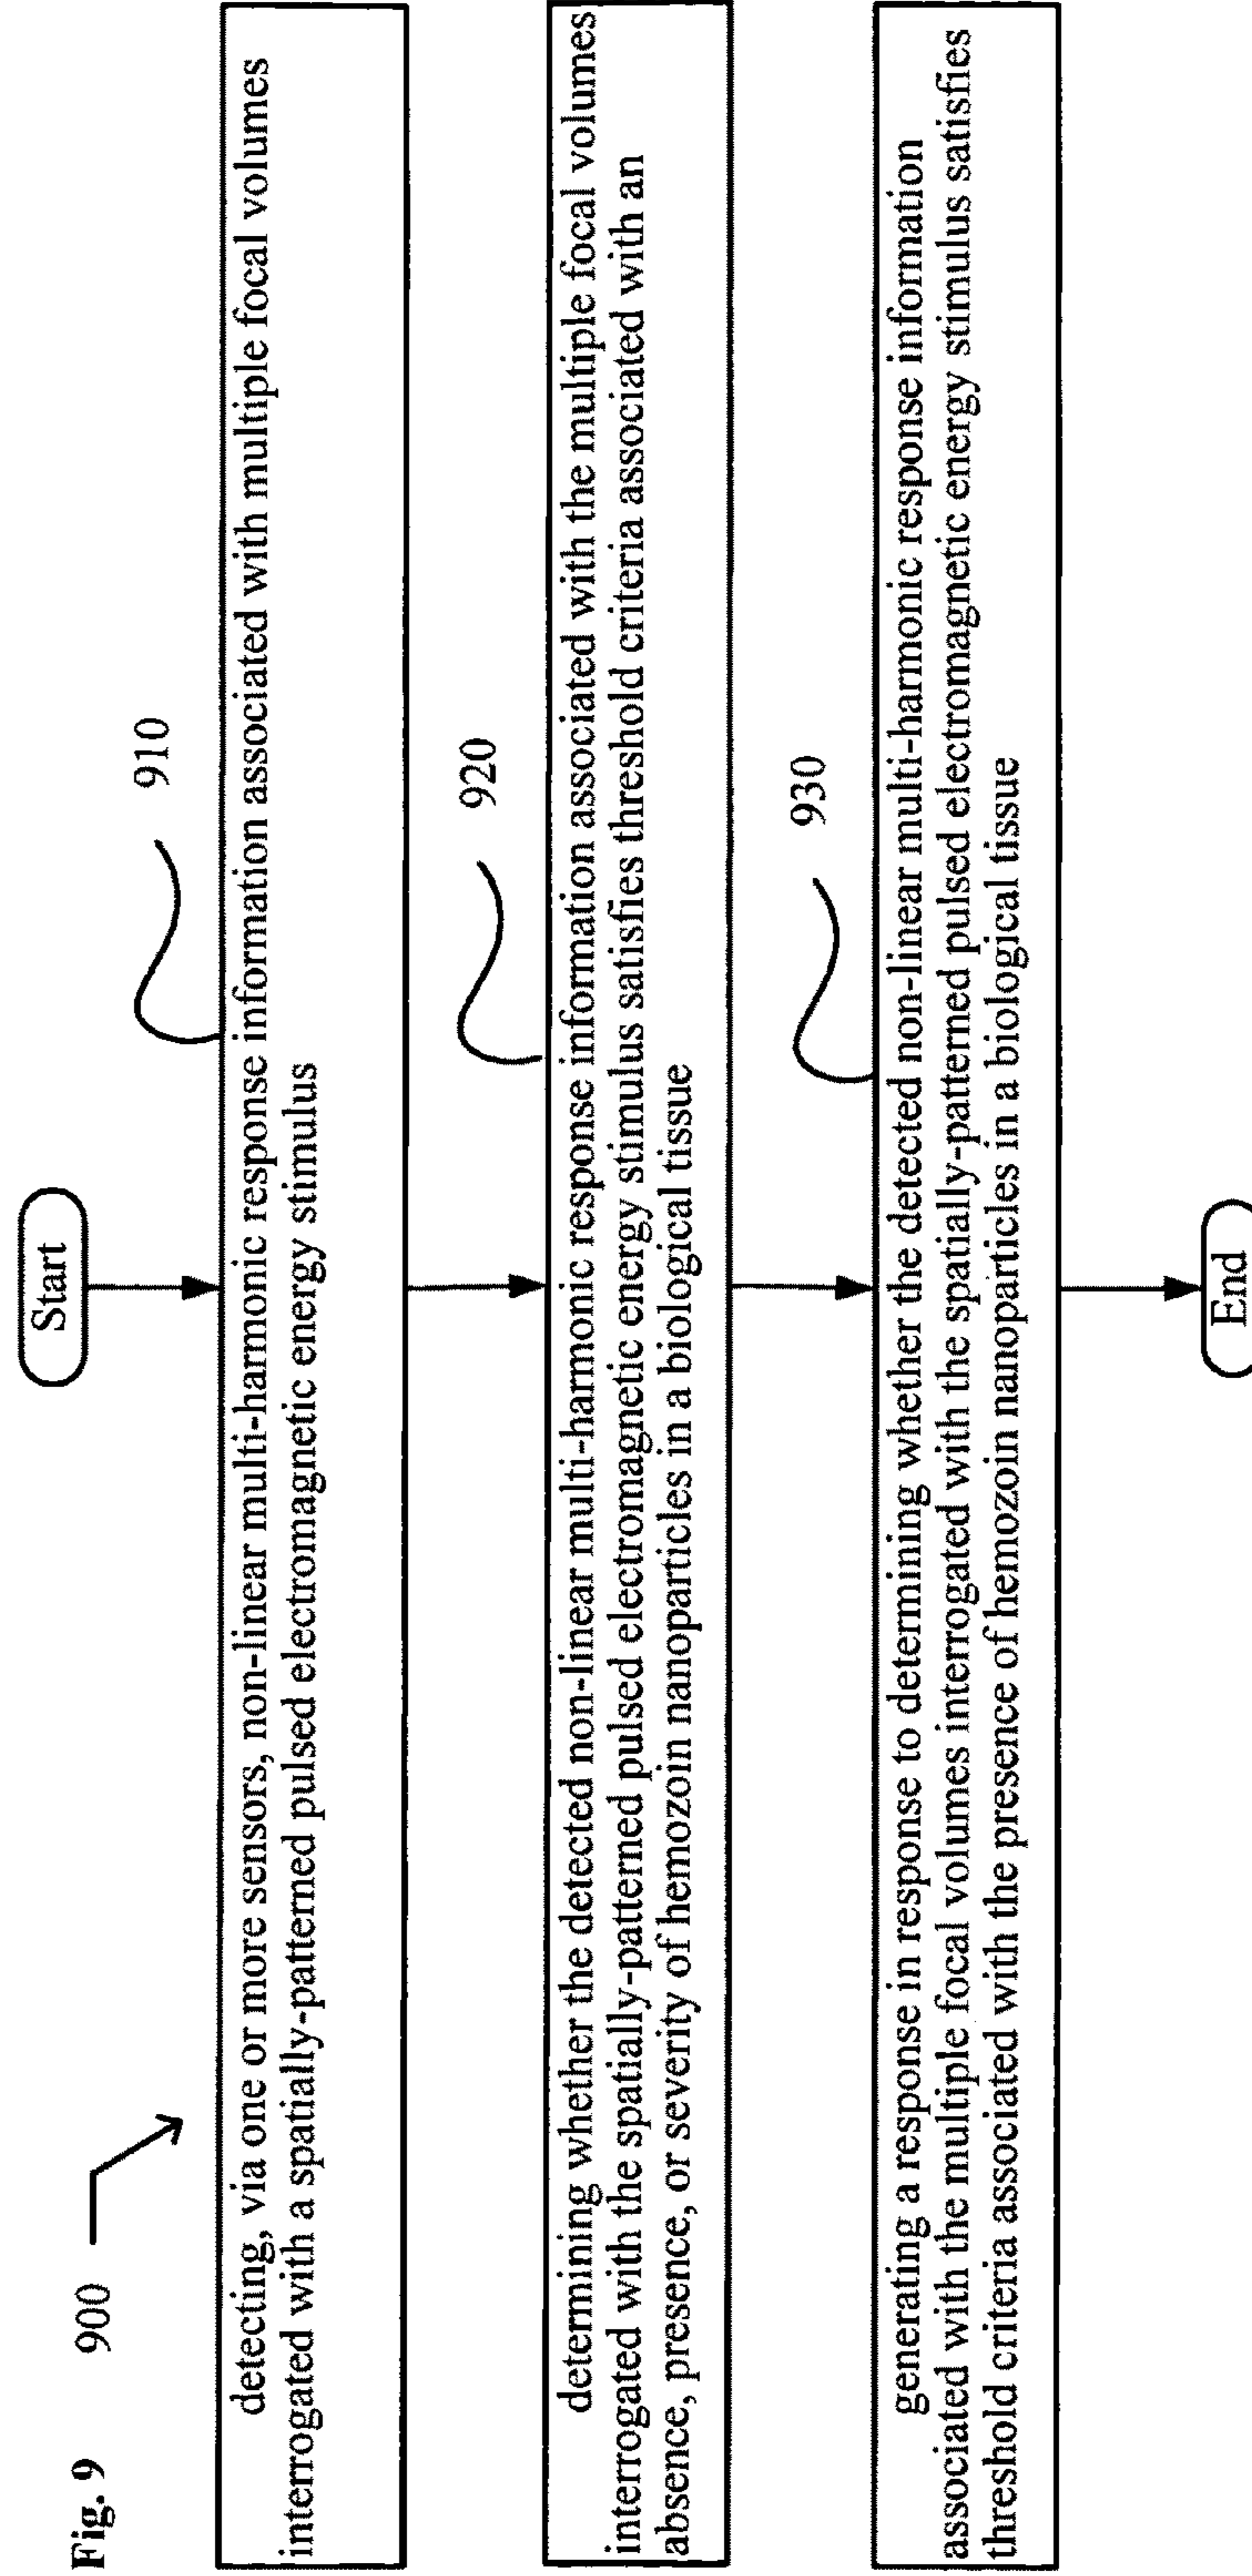 Fig. 9
900
Start
910
detecting, via one or more sensors, non-linear multi-harmonic response information associated with multiple focal volumes
interrogated with a spatially-patterned pulsed electromagnetic energy stimulus
920
determining whether the detected non-linear multi-harmonic response information associated with the multiple focal volumes
interrogated with the spatially-patterned pulsed electromagnetic energy stimulus satisfies threshold criteria associated with an
absence, presence, or severity of hemozoin nanoparticles in a biological tissue
930
generating a response in response to determining whether the detected non-linear multi-harmonic response information
associated with the multiple focal volumes interrogated with the spatially-patterned pulsed electromagnetic energy stimulus satisfies
threshold criteria associated with the presence of hemozoin nanoparticles in a biological tissue
End